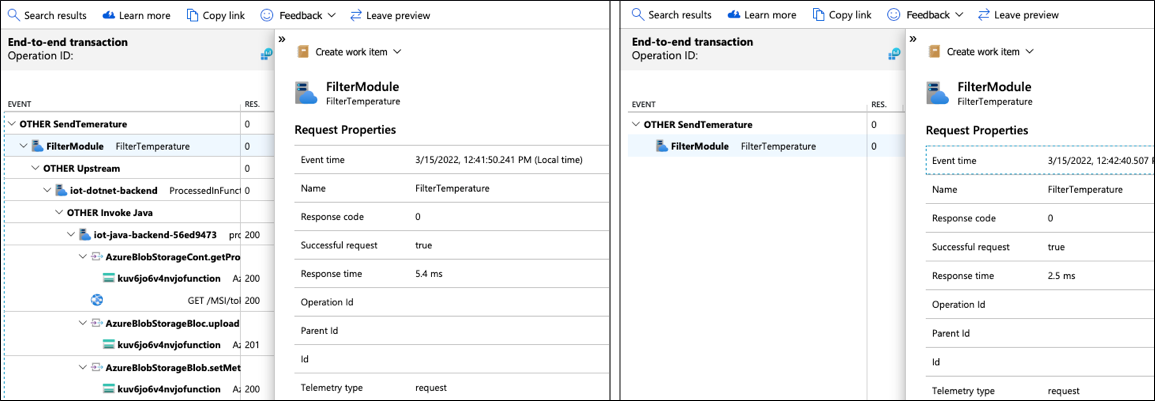 Search results Learn more Copy link Feedback Leave preview
End-to-end transaction
Operation ID:
EVENT RES.
OTHER SendTemerature 0
FilterModule FilterTemperature 0
OTHER Upstream
iot-dotnet-backend ProcessedInFunct 0
OTHER Invoke Java
iot-java-backend-56ed9473 pro 200
AzureBlobStorageCont.getPro
kuv6jo6v4nvjofunction Az 200
GET /MSI/tol 200
AzureBlobStorageBloc.upload
kuv6jo6v4nvjofunction Az 201
AzureBlobStorageBlob.setMet
kuv6jo6v4nvjofunction Az 200
»
Create work item
FilterModule
FilterTemperature
Request Properties
Event time 3/15/2022, 12:41:50.241 PM (Local time)
Name FilterTemperature
Response code 0
Successful request true
Response time 5.4 ms
Operation Id
Parent Id
Id
Telemetry type request
Search results Learn more Copy link Feedback Leave preview
End-to-end transaction
Operation ID:
EVENT RES.
OTHER SendTemerature 0
FilterModule FilterTemperature 0
»
Create work item
FilterModule
FilterTemperature
Request Properties
Event time 3/15/2022, 12:42:40.507
Name FilterTemperature
Response code 0
Successful request true
Response time 2.5 ms
Operation Id
Parent Id
Id
Telemetry type request